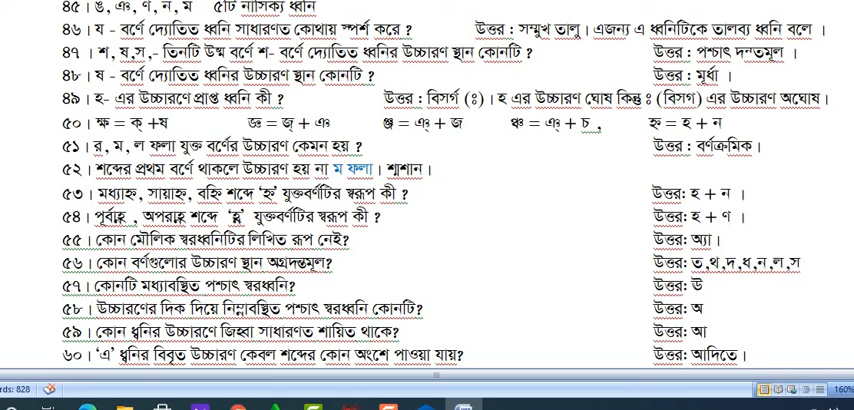 ৪৫। ঙ, ঞ, ণ, ন, ম ৫টি নাসিক্য ধ্বনি
৪৬। য - বর্ণে দ্যোতিত ধ্বনি সাধারণত কোথায় স্পর্শ করে ? উত্তর : সম্মুখ তালু। এজন্য এ ধ্বনিটিকে তালব্য ধ্বনি বলে ।
৪৭। শ, ষ,স,- তিনটি উষ্ম বর্ণে শ- বর্ণে দ্যোতিত ধ্বনির উচ্চারণ স্থান কোনটি ? উত্তর : পশ্চাৎ দন্তমূল ।
৪৮। ষ - বর্ণে দ্যোতিত ধ্বনির উচ্চারণ স্থান কোনটি ? উত্তর : মূর্ধা ।
৪৯। হ- এর উচ্চারণে প্রাপ্ত ধ্বনি কী ? উত্তর : বিসর্গ (ঃ) । হ এর উচ্চারণ ঘোষ কিন্তু ঃ (বিসগ) এর উচ্চারণ অঘোষ।
৫০। ক্ষ = ক্ +ষ জ্ঞ = জ্ + ঞ ঞ্জ = ঞ্ + জ ঞ্চ = ঞ্ + চ , হ্ন = হ + ন
৫১। র, ম, ল ফলা যুক্ত বর্ণের উচ্চারণ কেমন হয় ? উত্তর : বর্ণক্রমিক।
৫২। শব্দের প্রথম বর্ণে থাকলে উচ্চারণ হয় না ম ফলা। শ্মশান।
৫৩। মধ্যাহ্ন, সায়াহ্ন, বহ্নি শব্দে ‘হ্ন’ যুক্তবর্ণটির স্বরূপ কী ? উত্তর: হ + ন ।
৫৪। পূর্বাহ্ণে , অপরাহ্ণে শব্দে ‘হ্ণ’ যুক্তবর্ণটির স্বরূপ কী ? উত্তর: হ + ণ ।
৫৫। কোন মৌলিক স্বরধ্বনিটির লিখিত রূপ নেই? উত্তর: অ্যা।
৫৬। কোন বর্ণগুলোর উচ্চারণ স্থান অগ্রদন্তমূল? উত্তর: ত,থ,দ,ধ,ন,ল,স
৫৭। কোনটি মধ্যাবস্থিত পশ্চাৎ স্বরধ্বনি? উত্তর: ঊ
৫৮। উচ্চারণের দিক দিয়ে নিম্নাবস্থিত পশ্চাৎ স্বরধ্বনি কোনটি? উত্তর: অ
৫৯। কোন ধ্বনির উচ্চারণে জিহ্বা সাধারণত শায়িত থাকে? উত্তর: আ
৬০। ‘এ’ ধ্বনির বিবৃত উচ্চারণ কেবল শব্দের কোন অংশে পাওয়া যায়? উত্তর: আদিতে।
rds: 828 160%